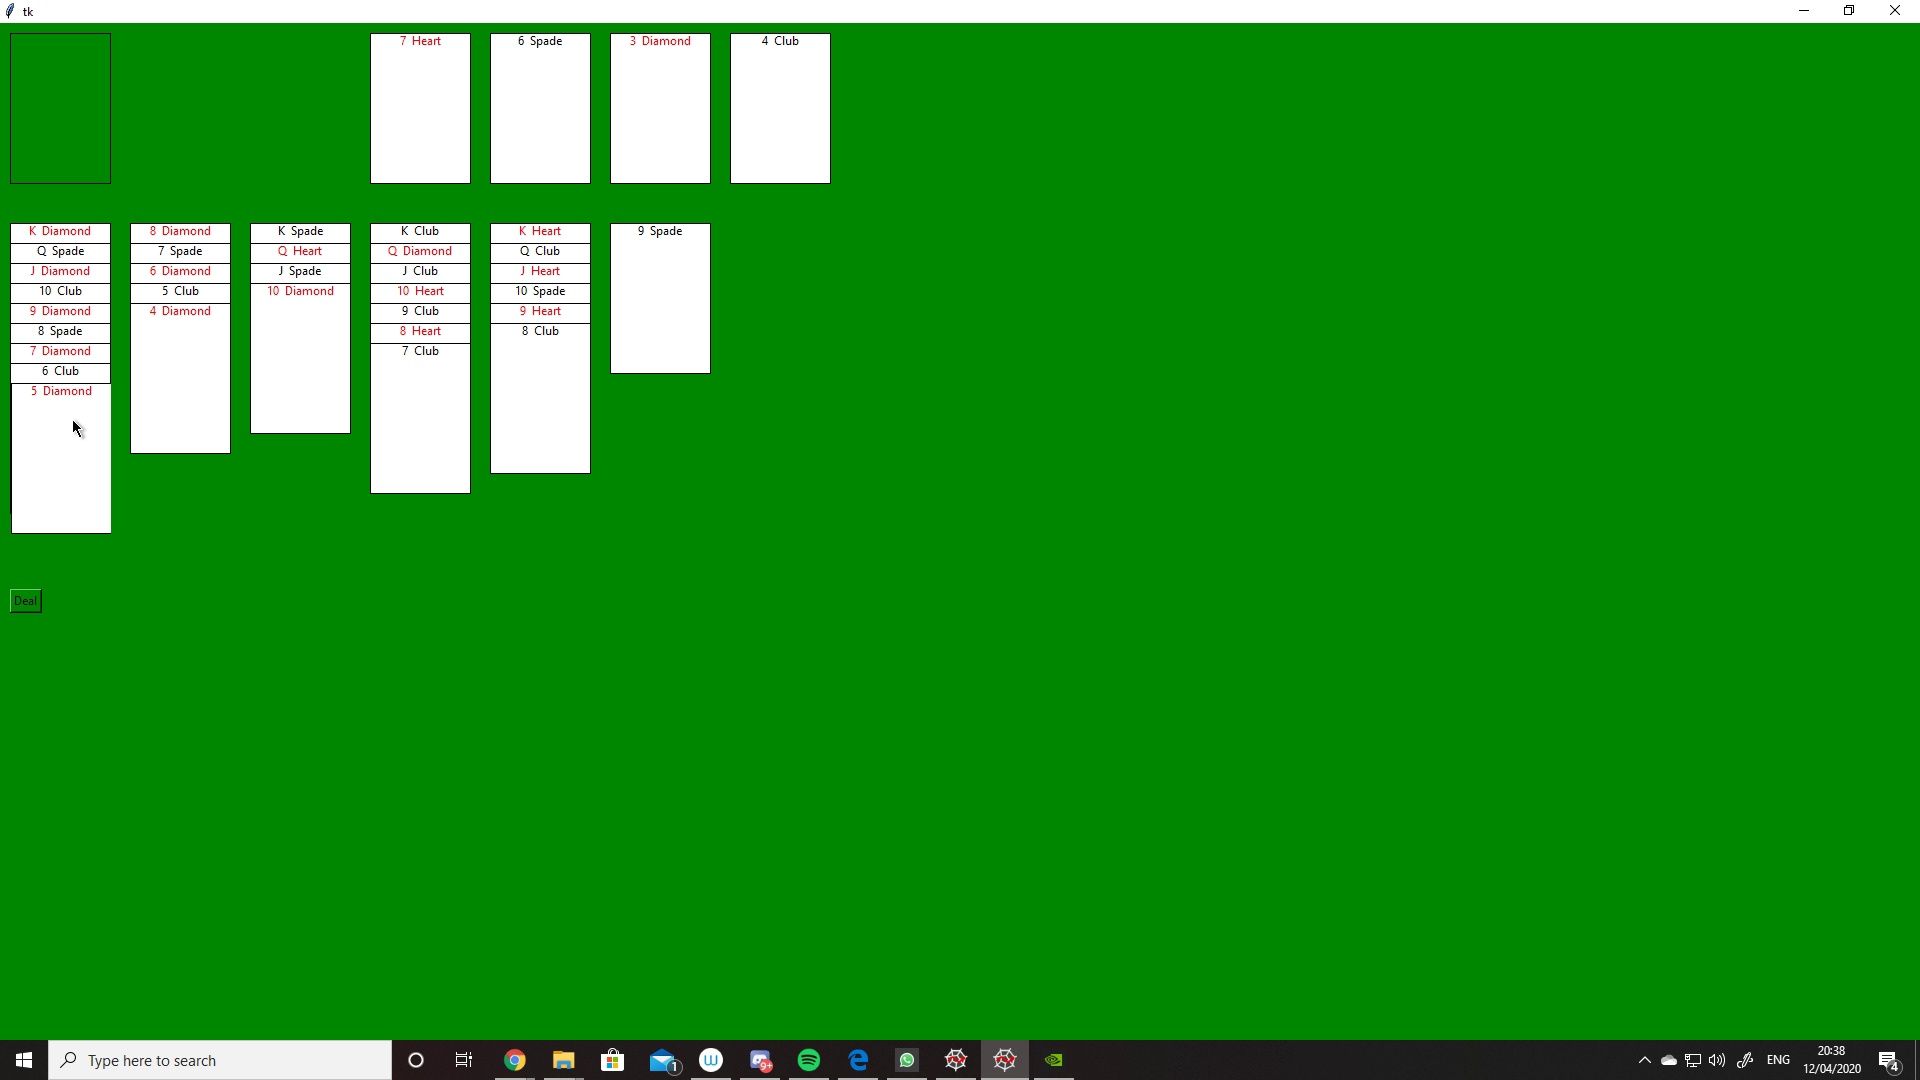 tk
7 Heart
6 Spade
3 Diamond
4 Club
K Diamond
Q Spade
J Diamond
10 Club
9 Diamond
8 Spade
7 Diamond
6 Club
5 Diamond
8 Diamond
7 Spade
6 Diamond
5 Club
4 Diamond
K Spade
Q Heart
J Spade
10 Diamond
K Club
Q Diamond
J Club
10 Heart
9 Club
8 Heart
7 Club
K Heart
Q Club
J Heart
10 Spade
9 Heart
8 Club
9 Spade
Deal
Type here to search
1
W
9+
ENG
20:38
12/04/2020
4